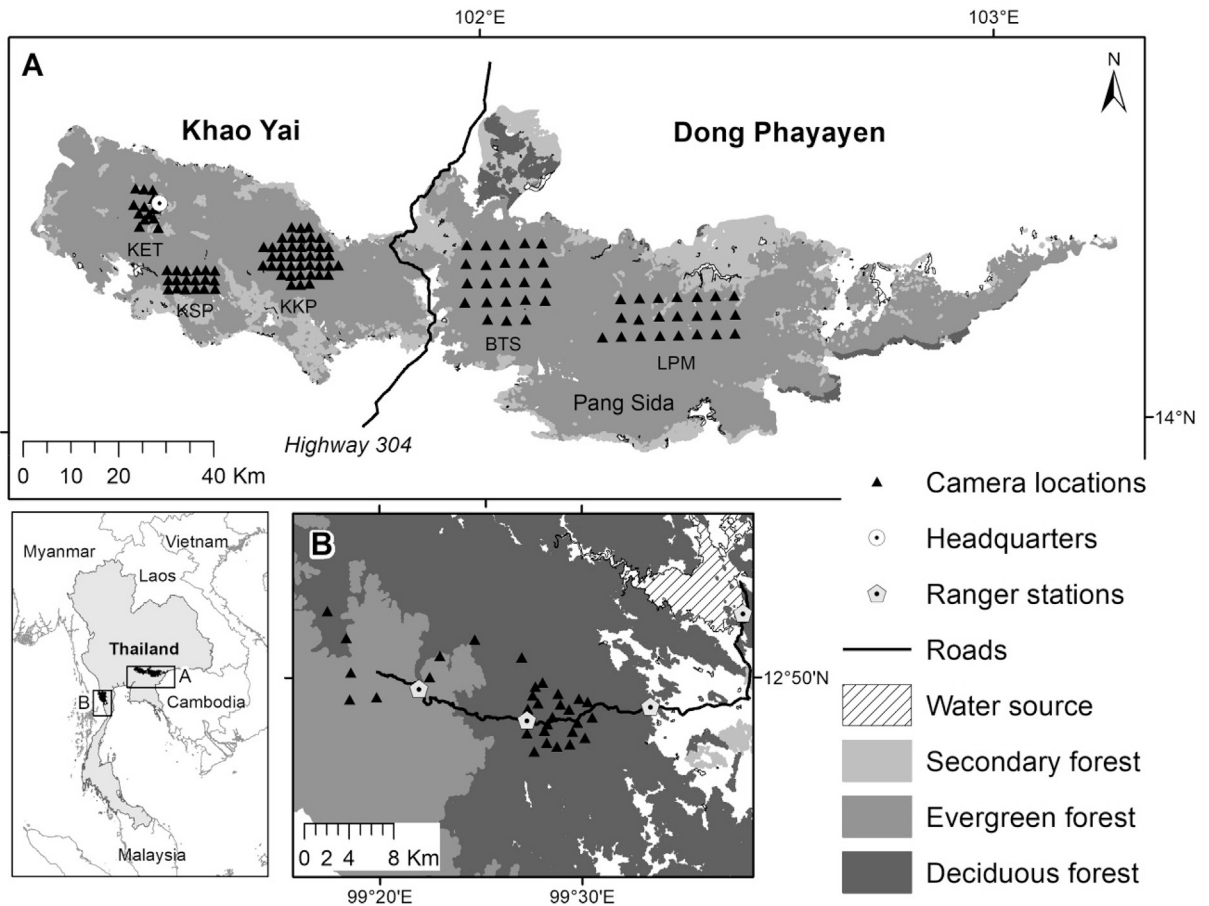 102°E
103°E
A
N
Khao Yai
Dong Phayayen
KET
KSP
KKP
BTS
LPM
Pang Sida
14°N
Highway 304
0 10 20 40 Km
Camera locations
Headquarters
Ranger stations
Roads
Water source
Secondary forest
Evergreen forest
Deciduous forest
Myanmar
Vietnam
Laos
Thailand
A
B
Cambodia
Malaysia
B
12°50'N
0 2 4 8 Km
99°20'E
99°30'E